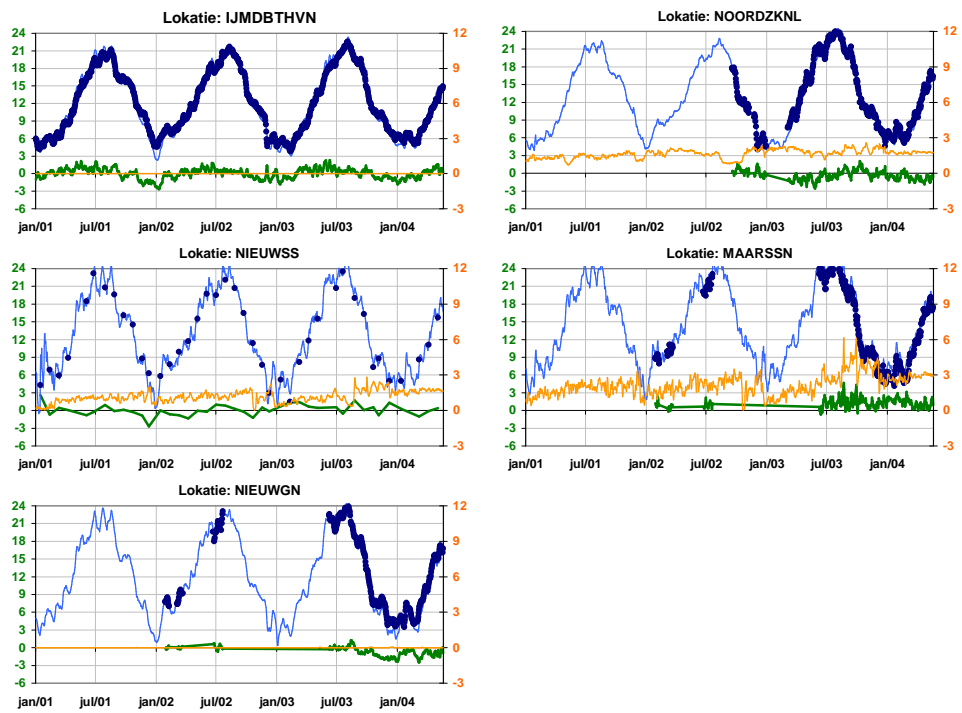 Lokatie: IJMDBTHVN
24 21 18 15 12 9 6 3 0 -3 -6
12 9 6 3 0 -3
jan/01 jul/01 jan/02 jul/02 jan/03 jul/03 jan/04
Lokatie: NOORDZKNL
24 21 18 15 12 9 6 3 0 -3 -6
12 9 6 3 0 -3
jan/01 jul/01 jan/02 jul/02 jan/03 jul/03 jan/04
Lokatie: NIEUWSS
24 21 18 15 12 9 6 3 0 -3 -6
12 9 6 3 0 -3
jan/01 jul/01 jan/02 jul/02 jan/03 jul/03 jan/04
Lokatie: MAARSSN
24 21 18 15 12 9 6 3 0 -3 -6
12 9 6 3 0 -3
jan/01 jul/01 jan/02 jul/02 jan/03 jul/03 jan/04
Lokatie: NIEUWGN
24 21 18 15 12 9 6 3 0 -3 -6
12 9 6 3 0 -3
jan/01 jul/01 jan/02 jul/02 jan/03 jul/03 jan/04